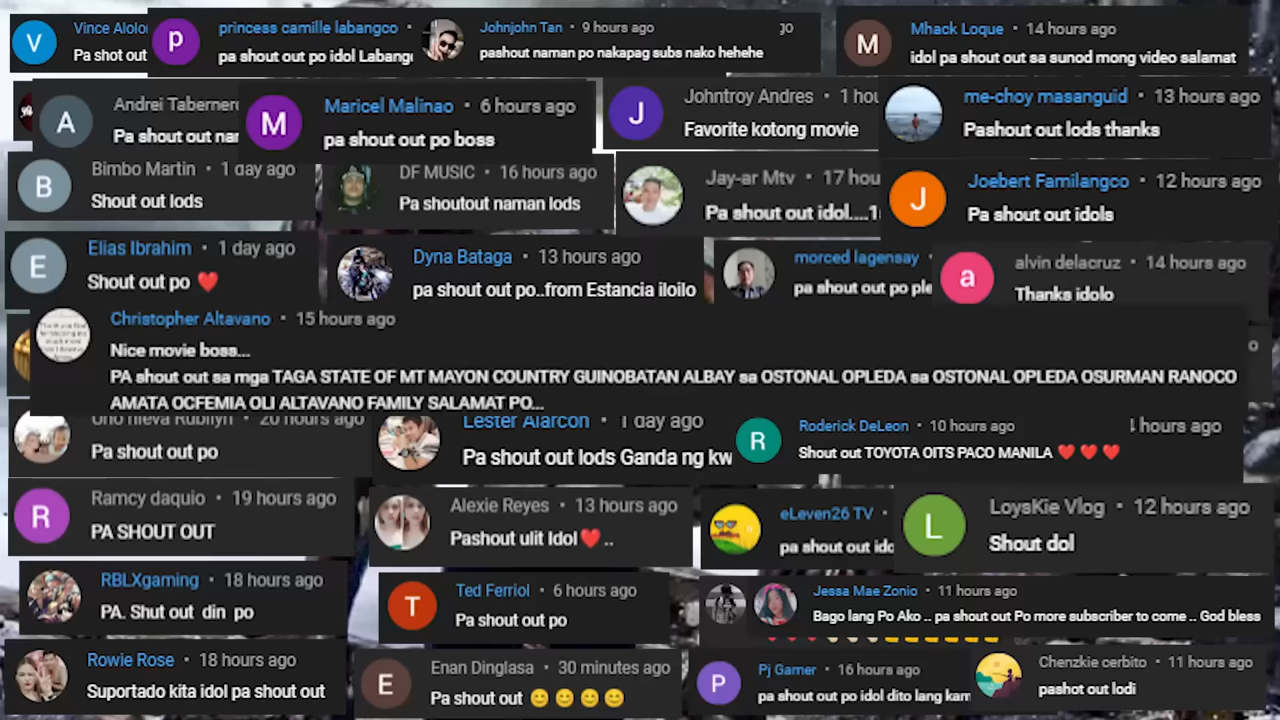 Vince
Pa shot out
princess camille labangco •
pa shout out po idol
Johnjohn Tan • 9 hours ago
pashout naman po nakapag subs nako hehehe
Mhack Loque • 14 hours ago
idol pa shout out sa sunod mong video salamat
Andrei
Pa shout out
Maricel Malinao • 6 hours ago
pa shout out po boss
Johntroy Andres • 1
Favorite kotong movie
me-choy masanguid • 13 hours ago
Pashout out lods thanks
Bimbo Martin • 1 day ago
Shout out lods
DF MUSIC • 16 hours ago
Pa shoutout naman lods
Jay-ar Mtv • 17
Pa shout out idol....
Joebert Familangco • 12 hours ago
Pa shout out idols
Elias Ibrahim • 1 day ago
Shout out po ❤️
Dyna Bataga • 13 hours ago
pa shout out po..from Estancia iloilo
morced lagensay •
pa shout out po
alvin delacruz • 14 hours ago
Thanks idolo
Christopher Altavano • 15 hours ago
Nice movie boss...
PA shout out sa mga TAGA STATE OF MT MAYON COUNTRY GUINOBATAN ALBAY sa OSTONAL OPLEDA sa OSTONAL OPLEDA OSURMAN RANOCO
AMATA OCFEMIA OLI ALTAVANO FAMILY SALAMAT PO...
20 hours ago
Pa shout out po
Lester Alarcon • 1 day ago
Pa shout out lods Ganda ng
Roderick DeLeon • 10 hours ago
Shout out TOYOTA OITS PACO MANILA ❤️ ❤️ ❤️
hours ago
Ramcy daquio • 19 hours ago
PA SHOUT OUT
Alexie Reyes • 13 hours ago
Pashout ulit Idol❤️ ..
eLeven26 TV •
pa shout out
LoysKie Vlog • 12 hours ago
Shout dol
RBLXgaming • 18 hours ago
PA. Shut out din po
Ted Ferriol • 6 hours ago
Pa shout out po
Jessa Mae Zonio • 11 hours ago
Bago lang Po Ako .. pa shout out Po more subscriber to come .. God bless
Rowie Rose • 18 hours ago
Suportado kita idol pa shout out
Enan Dinglasa • 30 minutes ago
Pa shout out 😊 😊 😊 😊
Pj Gamer • 16 hours ago
pa shout out po idol dito lang
Chenzkie cerbito • 11 hours ago
pashot out lodi